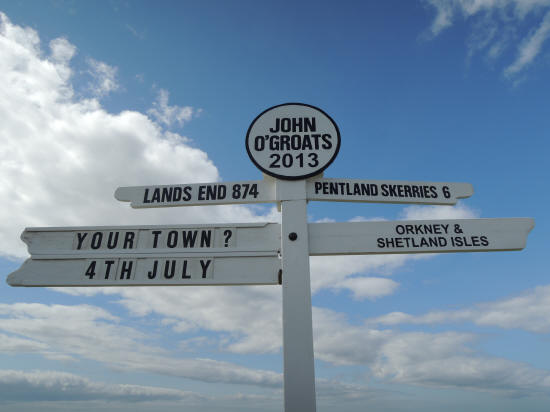 JOHN
O'GROATS
2013
LANDS END 874
PENTLAND SKERRIES 6
YOUR TOWN?
4TH JULY
ORKNEY &
SHETLAND ISLES